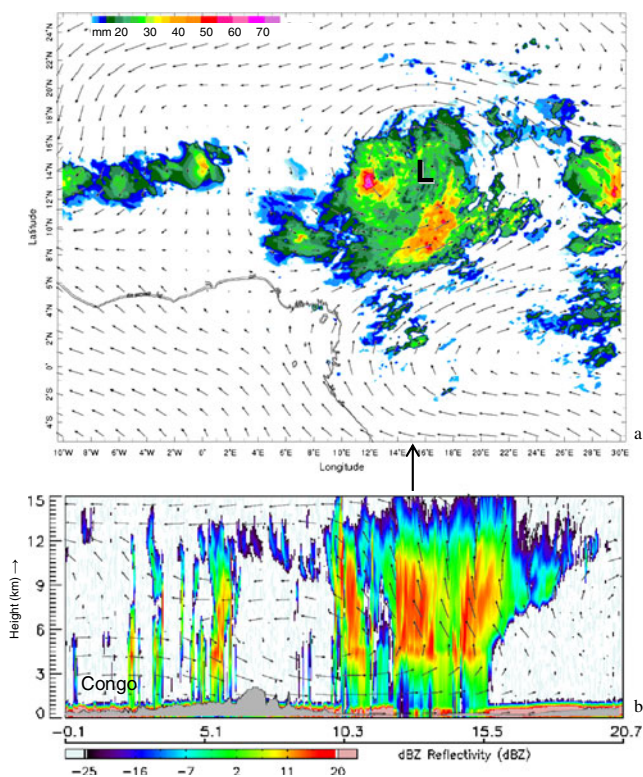 mm 20 30 40 50 60 70
24°N
22°N
20°N
18°N
16°N
14°N
12°N
10°N
8°N
6°N
4°N
2°N
0°
2°S
4°S
Latitude
L
10°W 8°W 6°W 4°W 2°W 0° 2°E 4°E 6°E 8°E 10°E 12°E 14°E 16°E 18°E 20°E 22°E 24°E 26°E 28°E 30°E
Longitude
a
15
12
9
6
3
0
Height (km) →
Congo
b
−0.1 5.1 10.3 15.5 20.7
−25 −16 −7 2 11 20 dBZ Reflectivity (dBZ)